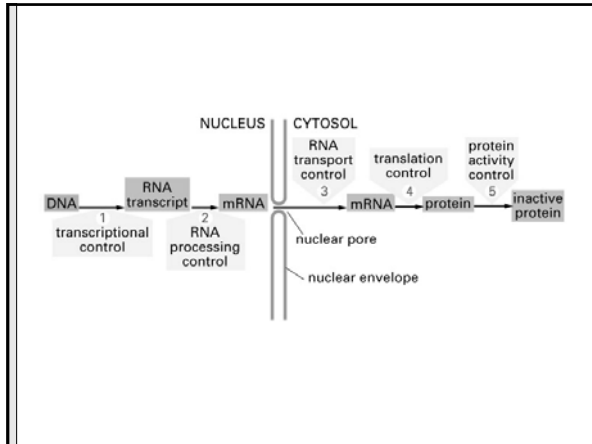 NUCLEUS
CYTOSOL
DNA
1
transcriptional
control
RNA
transcript
2
RNA
processing
control
mRNA
RNA
transport
control
3
nuclear pore
nuclear envelope
mRNA
translation
control
4
protein
protein
activity
control
5
inactive
protein